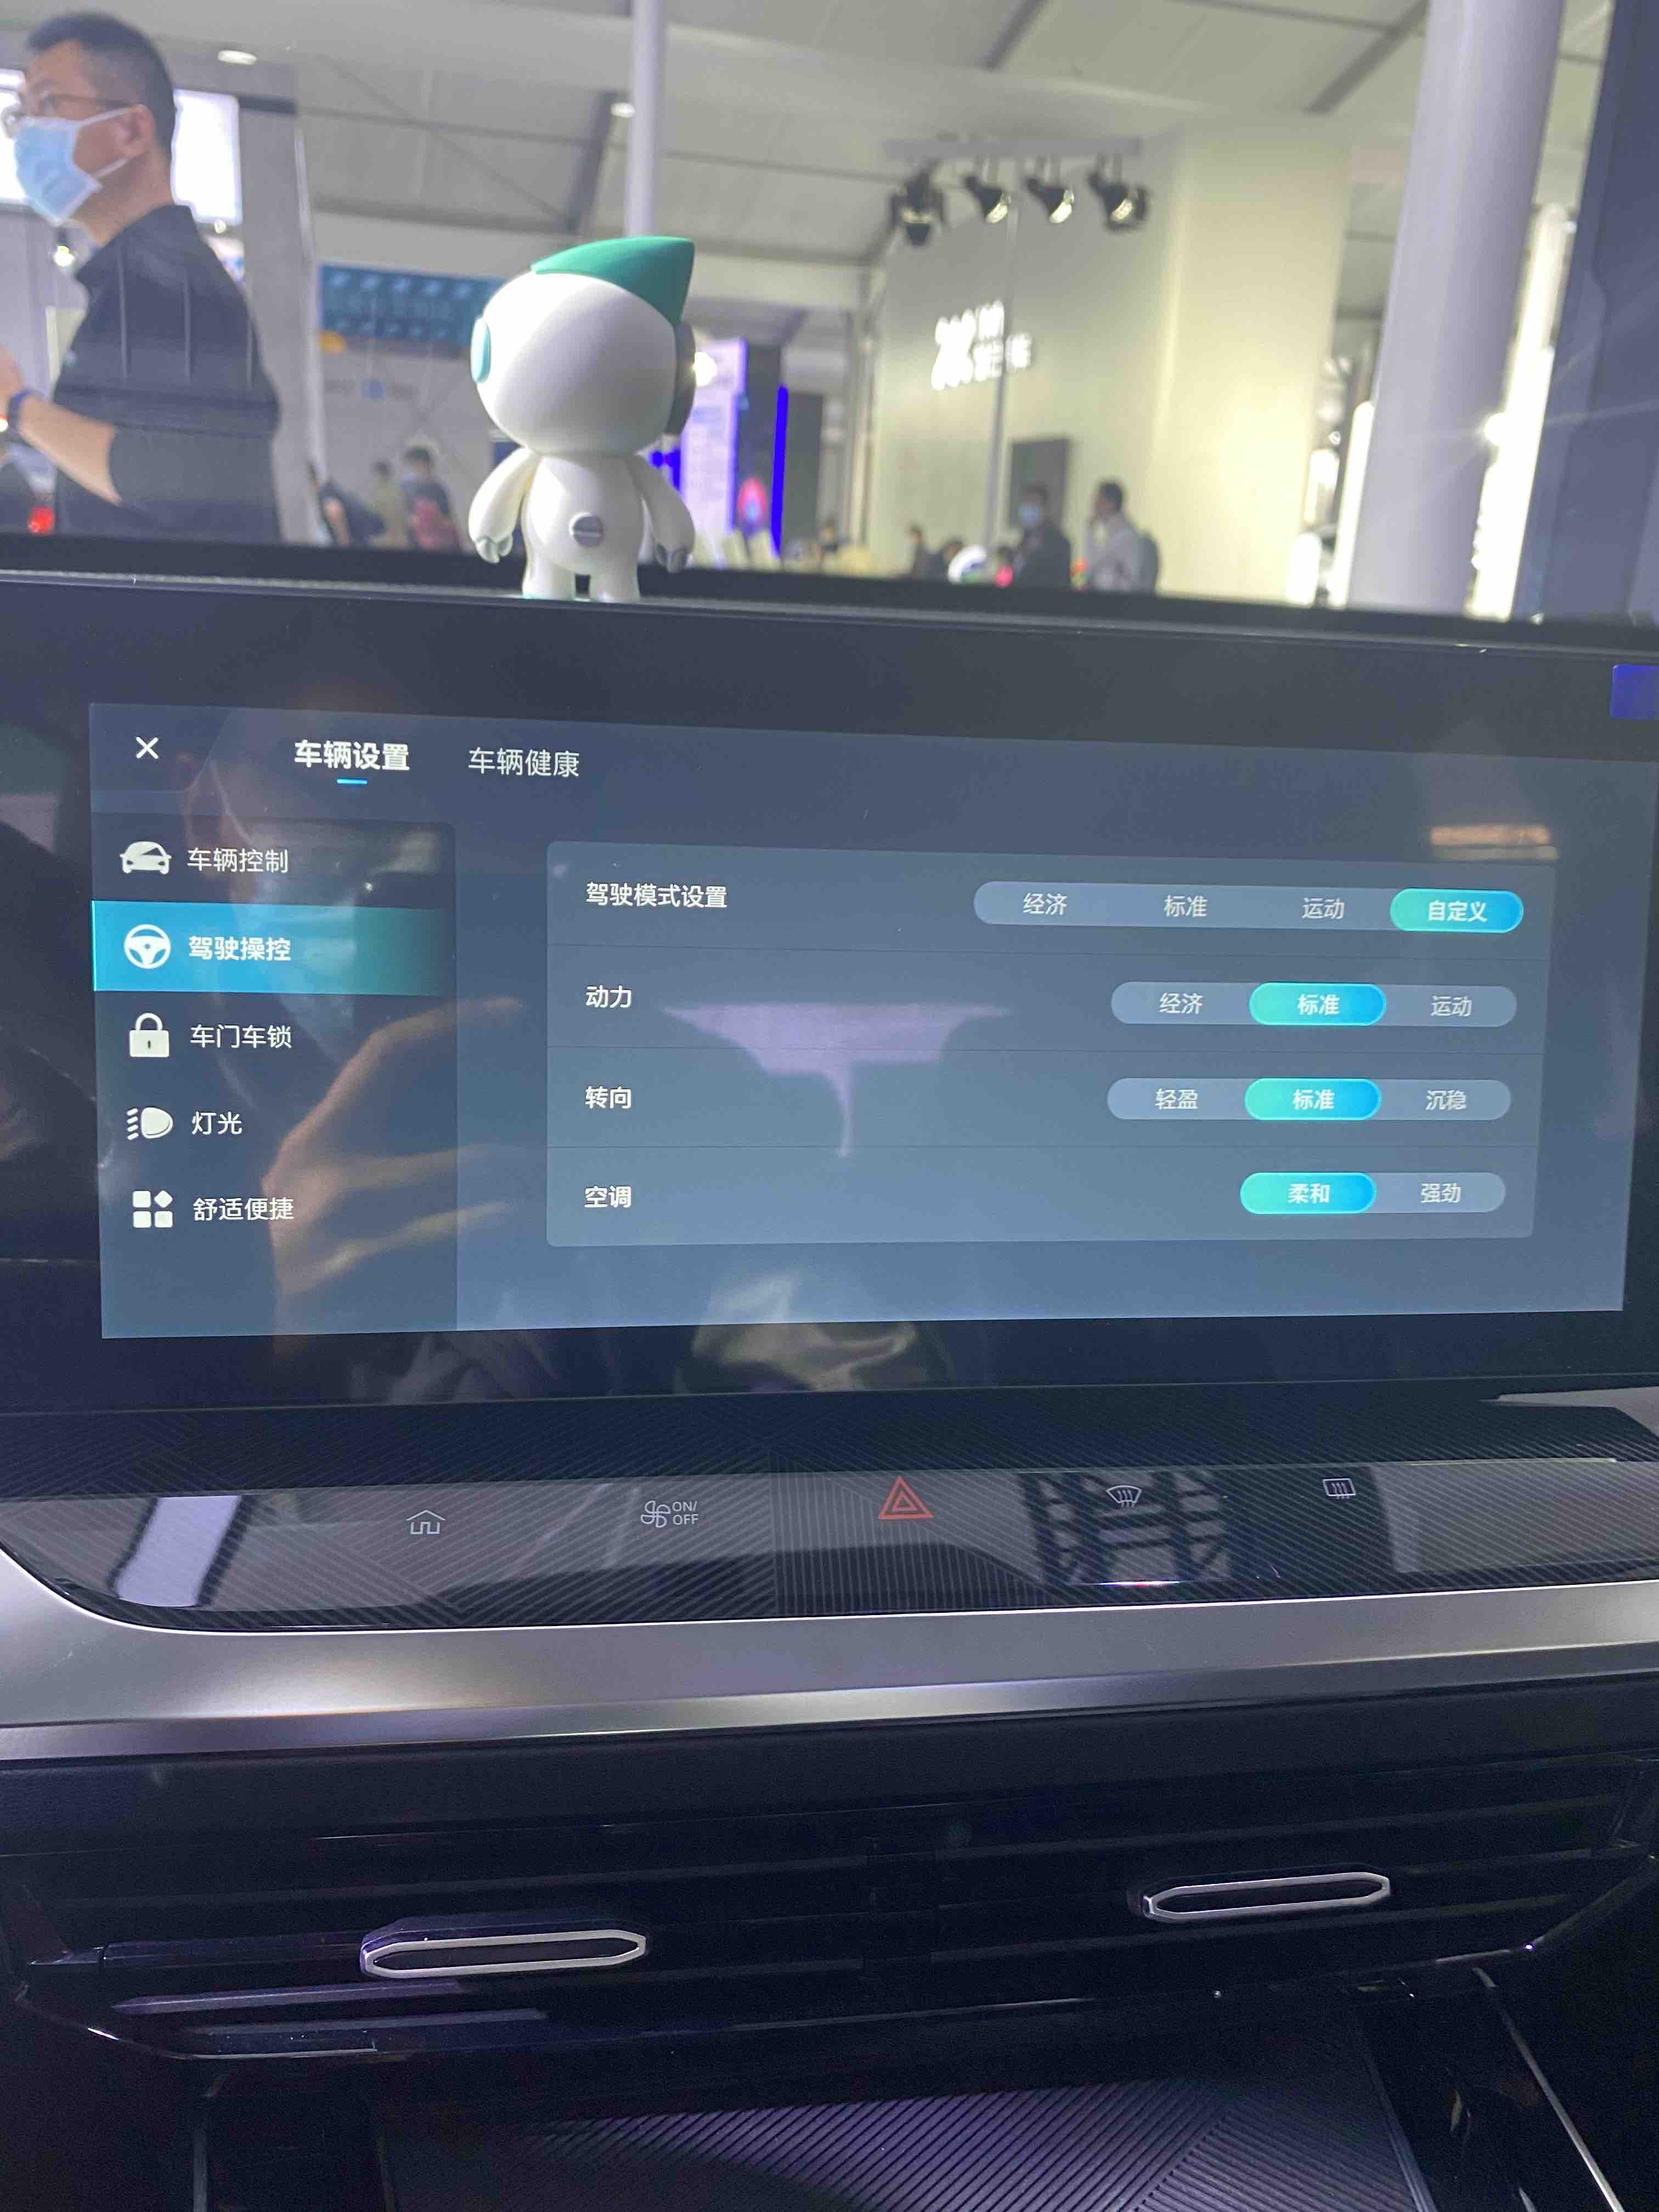 车辆设置 车辆健康
车辆控制
驾驶操控
车门车锁
灯光
舒适便捷
驾驶模式设置 经济 标准 运动 自定义
动力 经济 标准 运动
转向 轻盈 标准 沉稳
空调 柔和 强劲
ON/
OFF